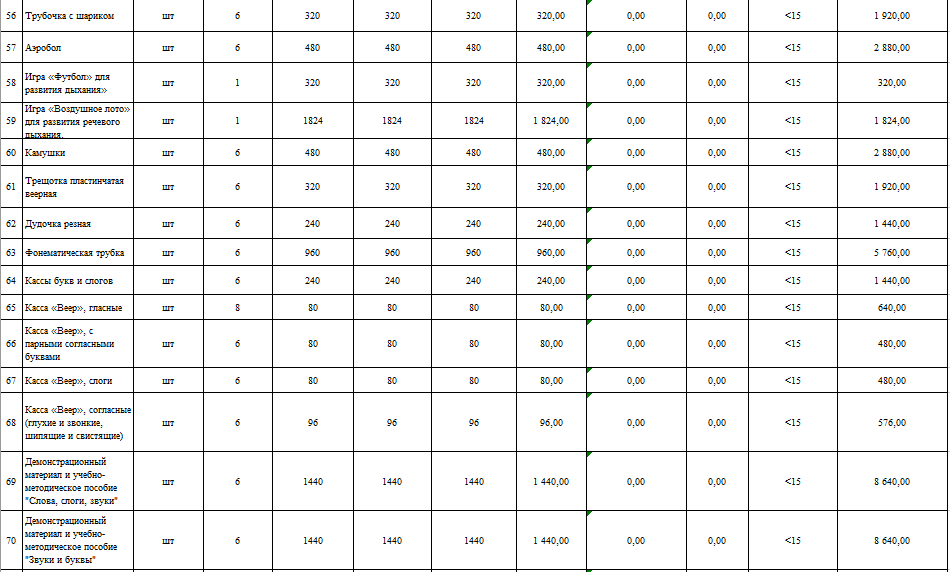 56 Трубочка с шариком шт 6 320 320 320 320,00 0,00 0,00 <15 1 920,00
57 Аэробол шт 6 480 480 480 480,00 0,00 0,00 <15 2 880,00
Игра «Футбол» для
58 шт 1 320 320 320 320,00 0,00 0,00 <15 320,00
развития дыхания»
Игра «Воздушное лото»
59 для развития речевого шт 1 1824 1824 1824 1 824,00 0,00 0,00 <15 1 824,00
дыхания.
60 Камушки шт 6 480 480 480 480,00 0,00 0,00 <15 2 880,00
Трещотка пластинчатая
61 шт 6 320 320 320 320,00 0,00 0,00 <15 1 920,00
веерная
62 Дудочка резная шт 6 240 240 240 240,00 0,00 0,00 <15 1 440,00
63 Фонематическая трубка шт 6 960 960 960 960,00 0,00 0,00 <15 5 760,00
64 Кассы букв и слогов шт 6 240 240 240 240,00 0,00 0,00 <15 1 440,00
65 Касса «Веер», гласные шт 8 80 80 80 80,00 0,00 0,00 <15 640,00
Касса «Веер», с
66 парными согласными шт 6 80 80 80 80,00 0,00 0,00 <15 480,00
буквами
67 Касса «Веер», слоги шт 6 80 80 80 80,00 0,00 0,00 <15 480,00
Касса «Веер», согласные
68 (глухие и звонкие, шт 6 96 96 96 96,00 0,00 0,00 <15 576,00
шипящие и свистящие)
Демонстрационный
материал и учебно-
69 методическое пособие шт 6 1440 1440 1440 1 440,00 0,00 0,00 <15 8 640,00
"Слова, слоги, звуки"
Демонстрационный
материал и учебно-
70 методическое пособие шт 6 1440 1440 1440 1 440,00 0,00 0,00 <15 8 640,00
"Звуки и буквы"